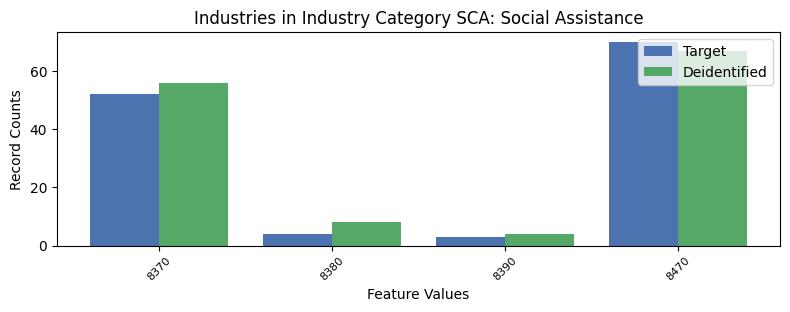 Industries in Industry Category SCA: Social Assistance
Target
Deidentified
Record Counts
60
40
20
0
8370
8380
8390
8470
Feature Values